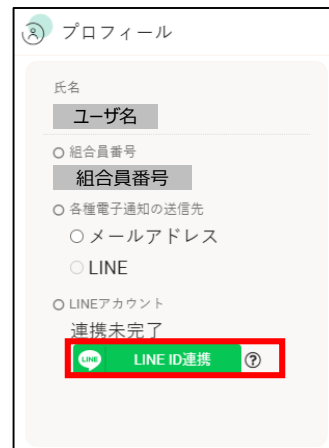 プロフィール
氏名
ユーザ名
組合員番号
組合員番号
各種電子通知の送信先
メールアドレス
LINE
LINEアカウント
連携未完了
LINE LINE ID連携 ?